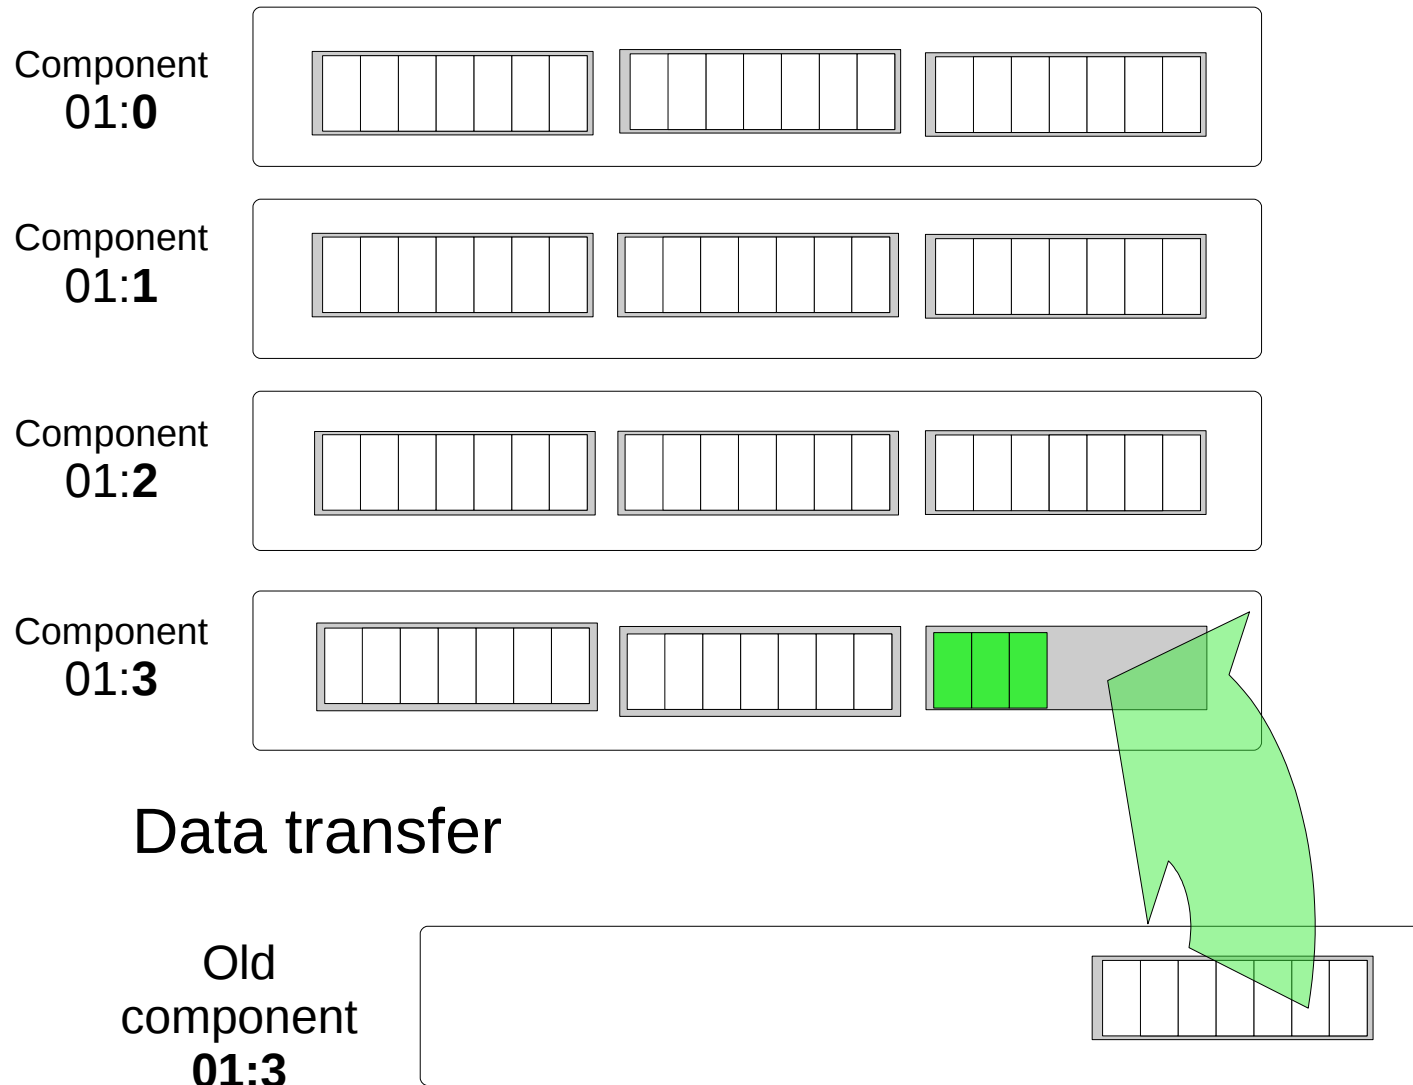 Component
01:0
Component
01:1
Component
01:2
Component
01:3
Data transfer
Old
component
01:3